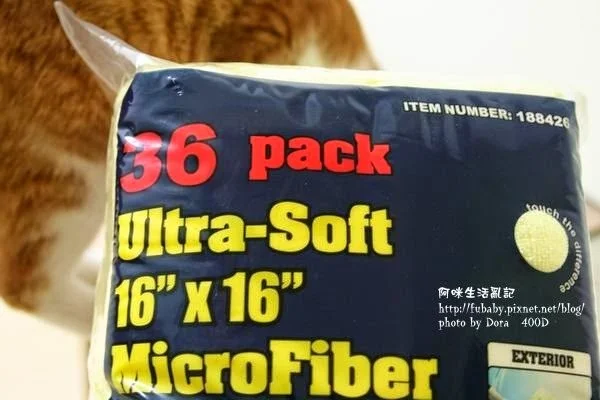 ITEM NUMBER: 188426
36 pack
Ultra-Soft
16” x 16”
MicroFiber
touch the difference
阿咪生活亂記
http://fubaby.pixnet.net/blog/
photo by Dora 400D
EXTERIOR